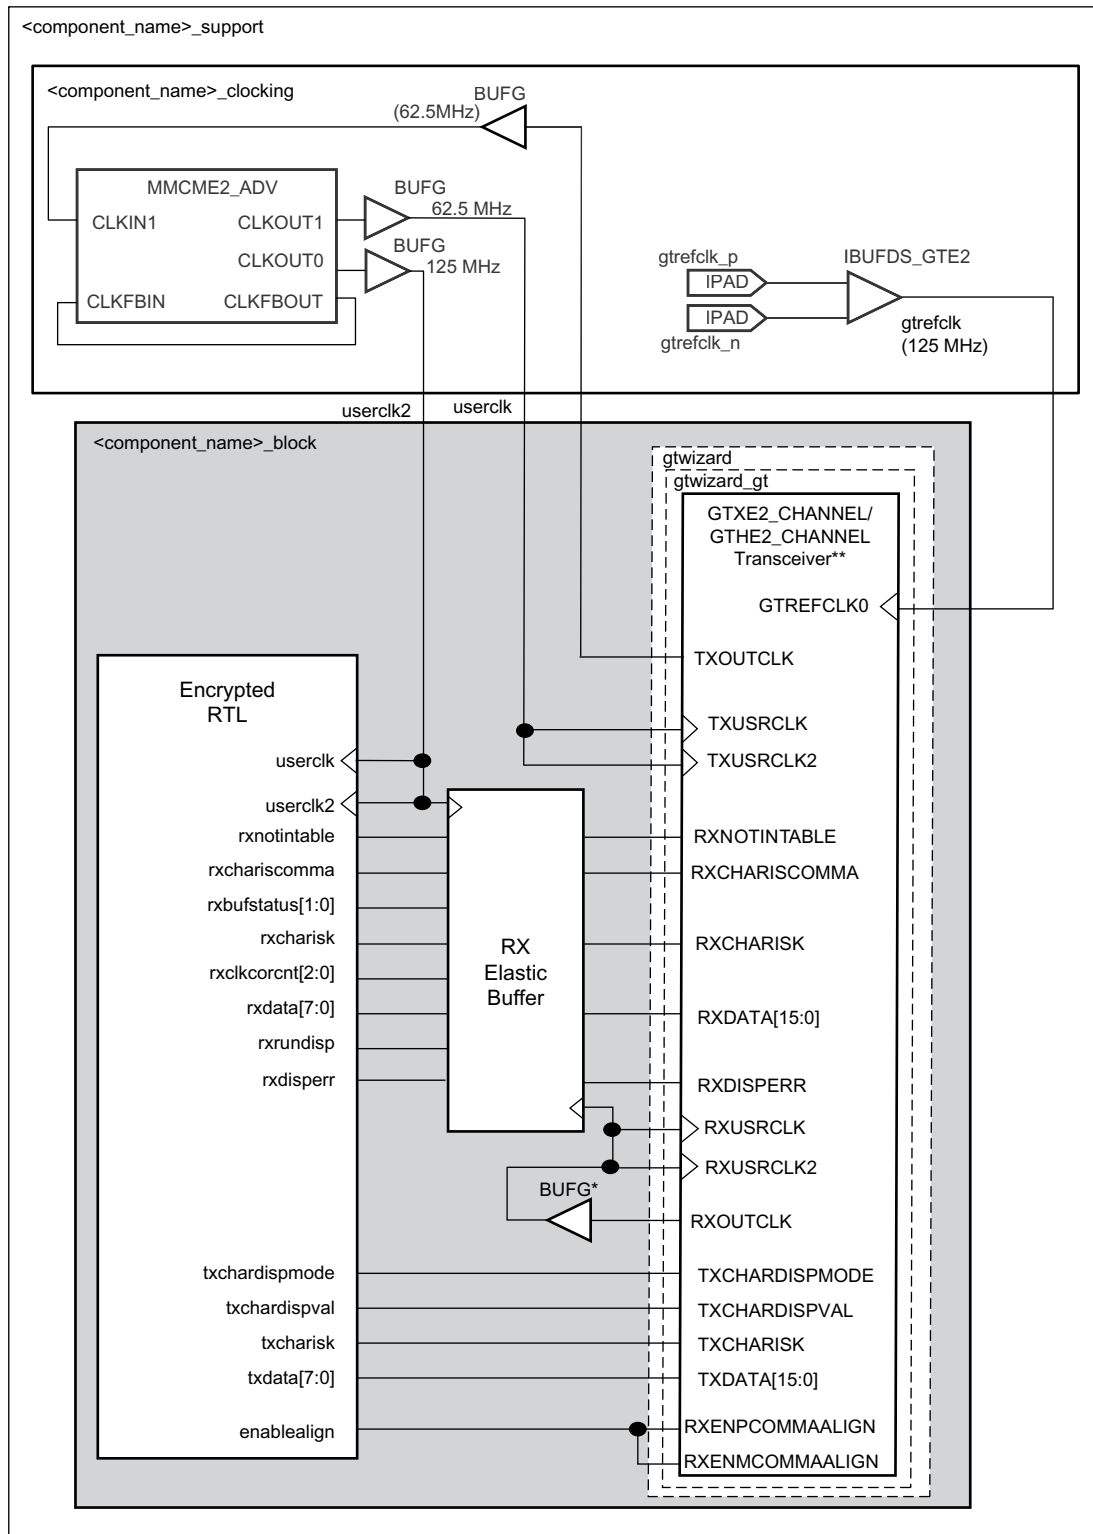 <component_name>_support
<component_name>_clocking
BUFG
(62.5MHz)
MMCME2_ADV
CLKIN1
CLKOUT1
CLKOUT0
CLKFBIN
CLKFBOUT
BUFG
62.5 MHz
BUFG
125 MHz
gtrefclk_p
IPAD
IPAD
gtrefclk_n
IBUFDS_GTE2
gtrefclk
(125 MHz)
userclk2
userclk
<component_name>_block
gtwizard
gtwizard_gt
GTXE2_CHANNEL/
GTHE2_CHANNEL
Transceiver**
GTREFCLK0
TXOUTCLK
TXUSRCLK
TXUSRCLK2
RXNOTINTABLE
RXCHARISCOMMA
RXCHARISK
RXDATA[15:0]
RXDISPERR
RXUSRCLK
RXUSRCLK2
RXOUTCLK
TXCHARDISPMODE
TXCHARDISPVAL
TXCHARISK
TXDATA[15:0]
RXENPCOMMAALIGN
RXENMCOMMAALIGN
Encrypted
RTL
userclk
userclk2
rxnotintable
rxchariscomma
rxbufstatus[1:0]
rxcharisk
rxclkcorcnt[2:0]
rxdata[7:0]
rxrundisp
rxdisperr
txchardispmode
txchardispval
txcharisk
txdata[7:0]
enablealign
RX
Elastic
Buffer
BUFG*